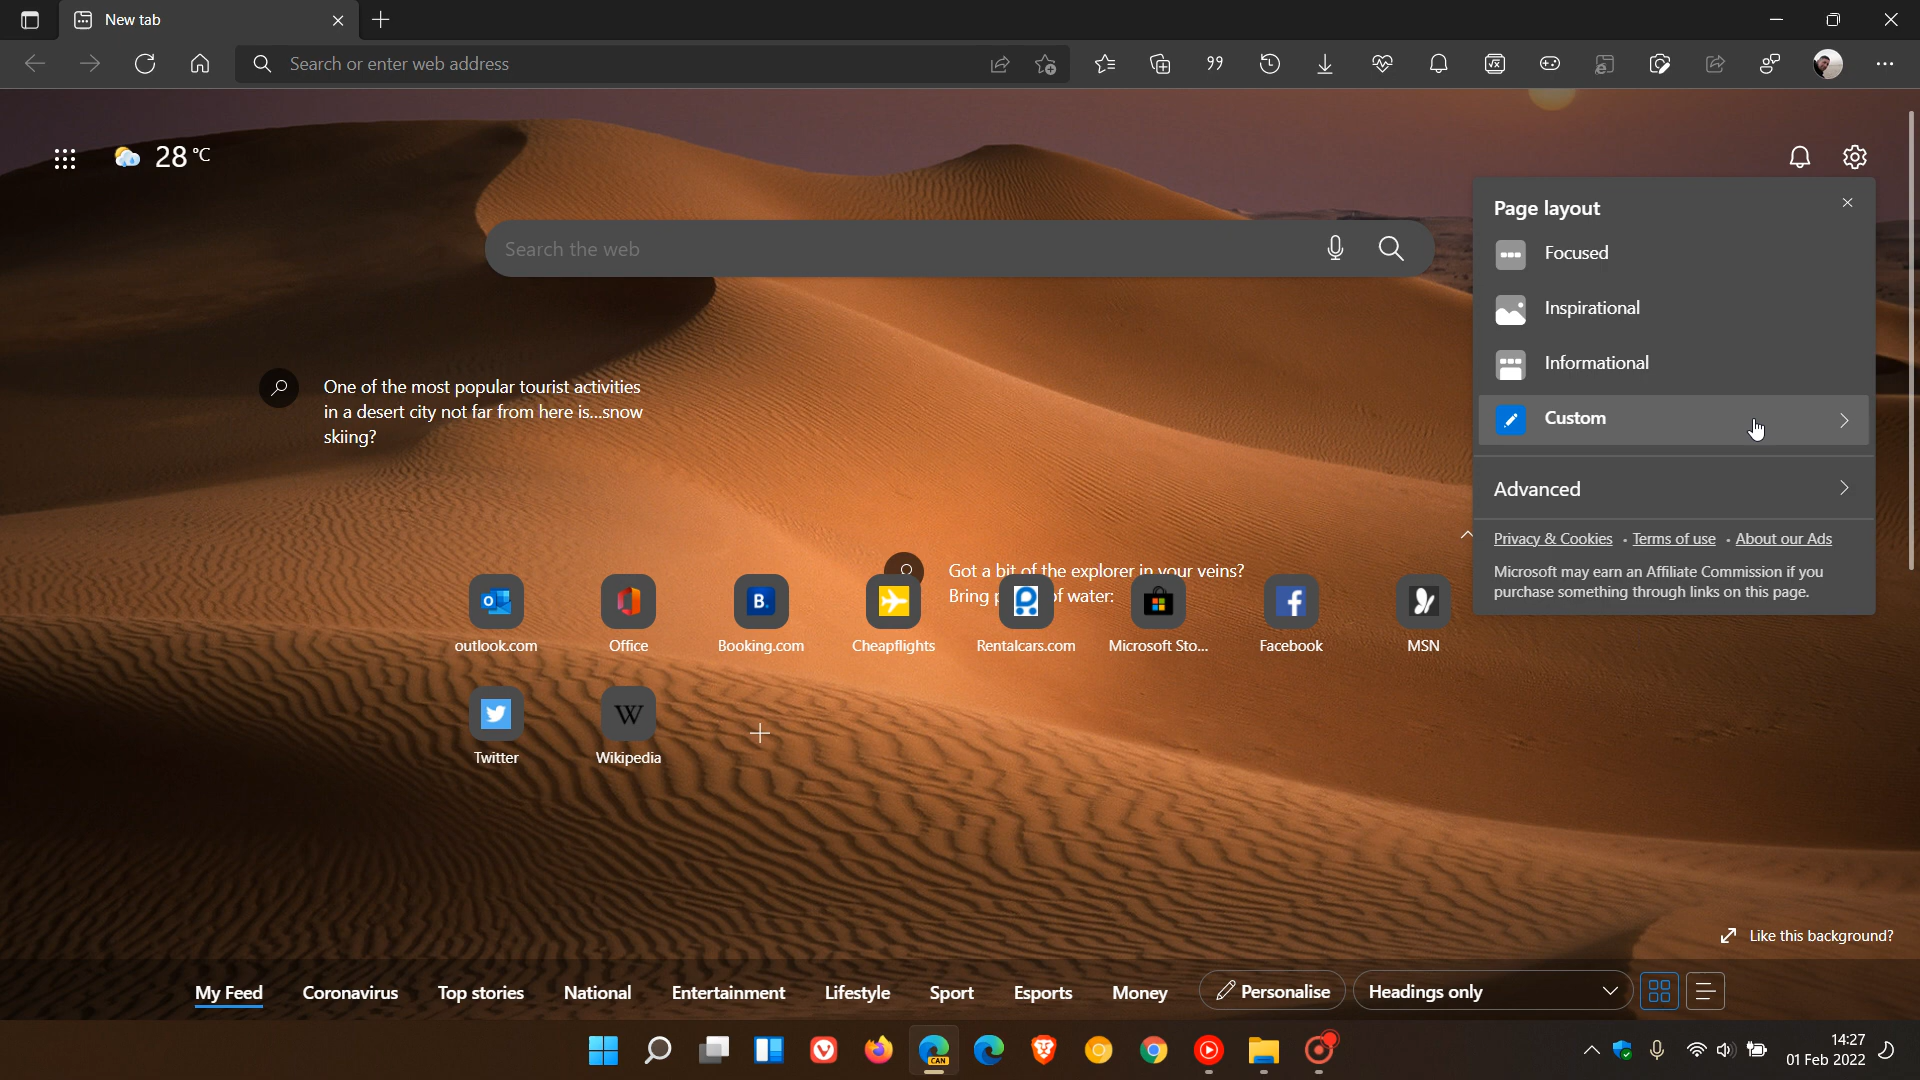 New tab
Search or enter web address
28 °C
Search the web
Page layout
Focused
Inspirational
Informational
Custom
Advanced
Privacy & Cookies · Terms of use · About our Ads
Microsoft may earn an Affiliate Commission if you
purchase something through links on this page.
One of the most popular tourist activities
in a desert city not far from here is...snow
skiing?
Got a bit of the explorer in your veins?
Bring of water:
outlook.com
Office
B.
Booking.com
Cheapflights
Rentalcars.com
Microsoft Sto...
Facebook
MSN
Twitter
W
Wikipedia
Like this background?
My Feed Coronavirus Top stories National Entertainment Lifestyle Sport Esports Money Personalise Headings only
CAN
14:27
01 Feb 2022